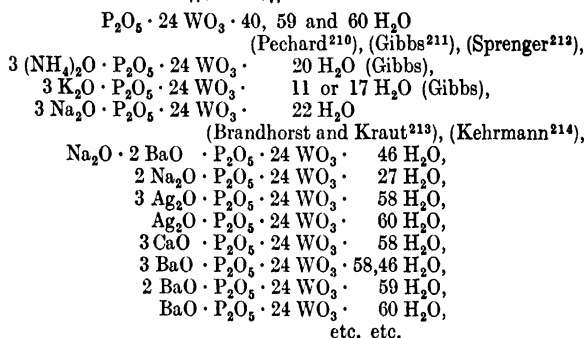 P₂O₅ · 24 WO₃ · 40, 59 and 60 H₂O
(Pechard²¹⁰), (Gibbs²¹¹), (Sprenger²¹²),
3 (NH₄)₂O · P₂O₅ · 24 WO₃ · 20 H₂O (Gibbs),
3 K₂O · P₂O₅ · 24 WO₃ · 11 or 17 H₂O (Gibbs),
3 Na₂O · P₂O₅ · 24 WO₃ · 22 H₂O
(Brandhorst and Kraut²¹³), (Kehrmann²¹⁴),
Na₂O · 2 BaO · P₂O₅ · 24 WO₃ · 46 H₂O,
2 Na₂O · P₂O₅ · 24 WO₃ · 27 H₂O,
3 Ag₂O · P₂O₅ · 24 WO₃ · 58 H₂O,
Ag₂O · P₂O₅ · 24 WO₃ · 60 H₂O,
3 CaO · P₂O₅ · 24 WO₃ · 58 H₂O,
3 BaO · P₂O₅ · 24 WO₃ · 58,46 H₂O,
2 BaO · P₂O₅ · 24 WO₃ · 59 H₂O,
BaO · P₂O₅ · 24 WO₃ · 60 H₂O,
etc. etc.